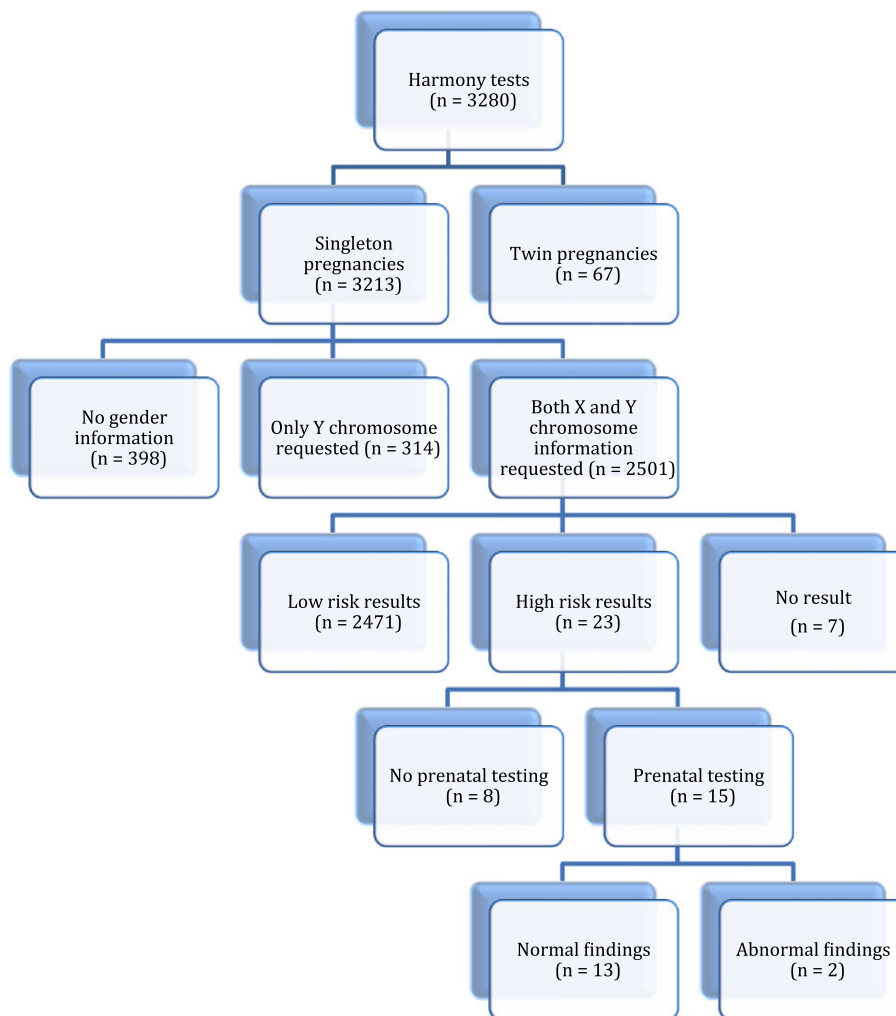 Harmony tests
(n = 3280)
Singleton
pregnancies
(n = 3213)
Twin pregnancies
(n = 67)
No gender
information
(n = 398)
Only Y chromosome
requested (n = 314)
Both X and Y
chromosome
information
requested (n = 2501)
Low risk results
(n = 2471)
High risk results
(n = 23)
No result
(n = 7)
No prenatal testing
(n = 8)
Prenatal testing
(n = 15)
Normal findings
(n = 13)
Abnormal findings
(n = 2)